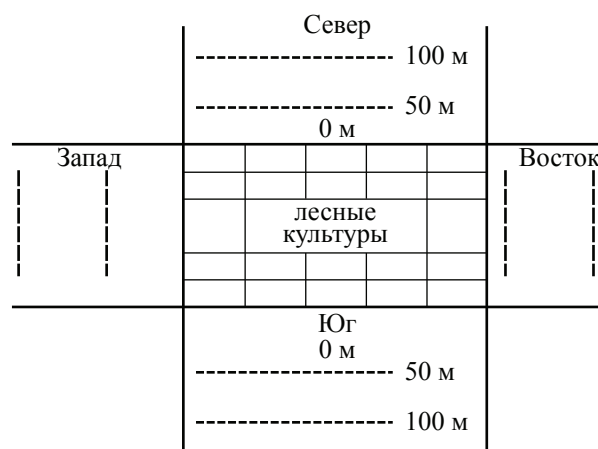 Север
100 м
50 м
0 м
Запад
Восток
лесные
культуры
Юг
0 м
50 м
100 м